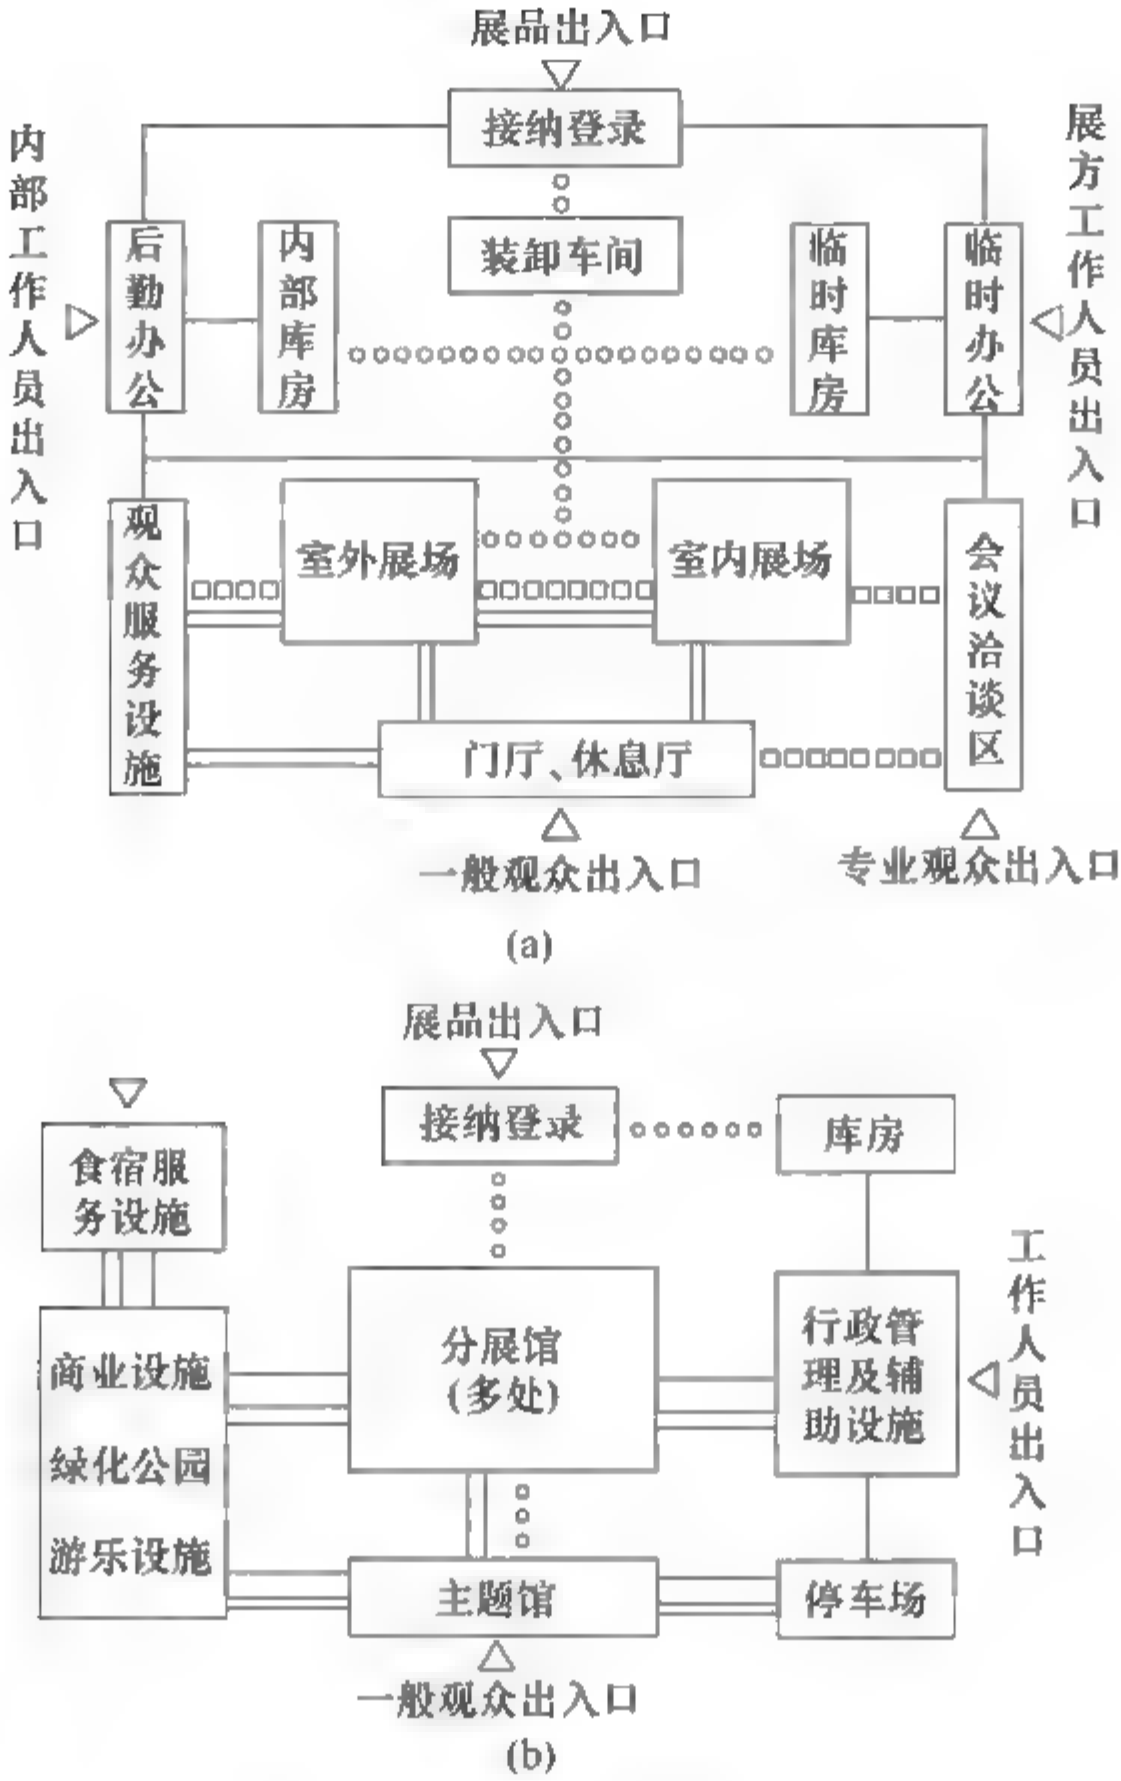 展品出入口
接纳登录
内部工作人员出入口
展方工作人员出入口
后勤办公
内部库房
装卸车间
临时库房
临时办公
观众服务设施
室外展场
室内展场
会议洽谈区
门厅、休息厅
一般观众出入口
专业观众出入口
(a)
展品出入口
接纳登录
库房
食宿服
务设施
工作人员出入口
分展馆
(多处)
行政管
理及辅
助设施
商业设施
绿化公园
游乐设施
主题馆
停车场
一般观众出入口
(b)